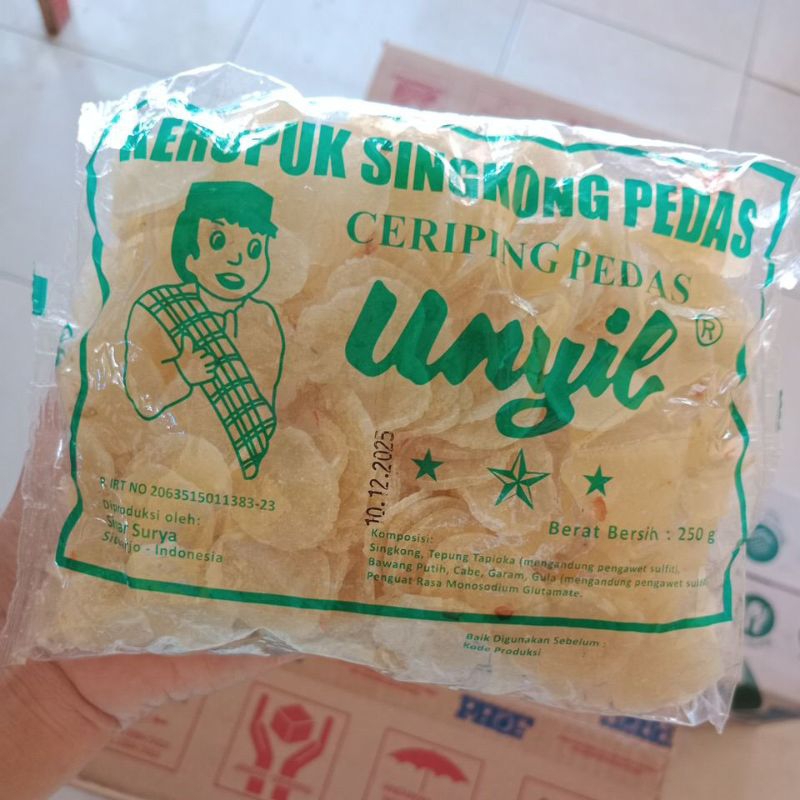 KERUPUK SINGKONG PEDAS
CERIPING PEDAS
Unyil ®
10.12.2025
P IRT NO 2063515011383-23
Diproduksi oleh:
Sinar Surya
Sidoarjo - Indonesia
Berat Bersih : 250 g
Komposisi:
Singkong, Tepung Tapioka (mengandung pengawet sulfit),
Bawang Putih, Cabe, Garam, Gula (mengandung pengawet sulfit),
Penguat Rasa Monosodium Glutamate.
Baik Digunakan Sebelum :
Kode Produksi